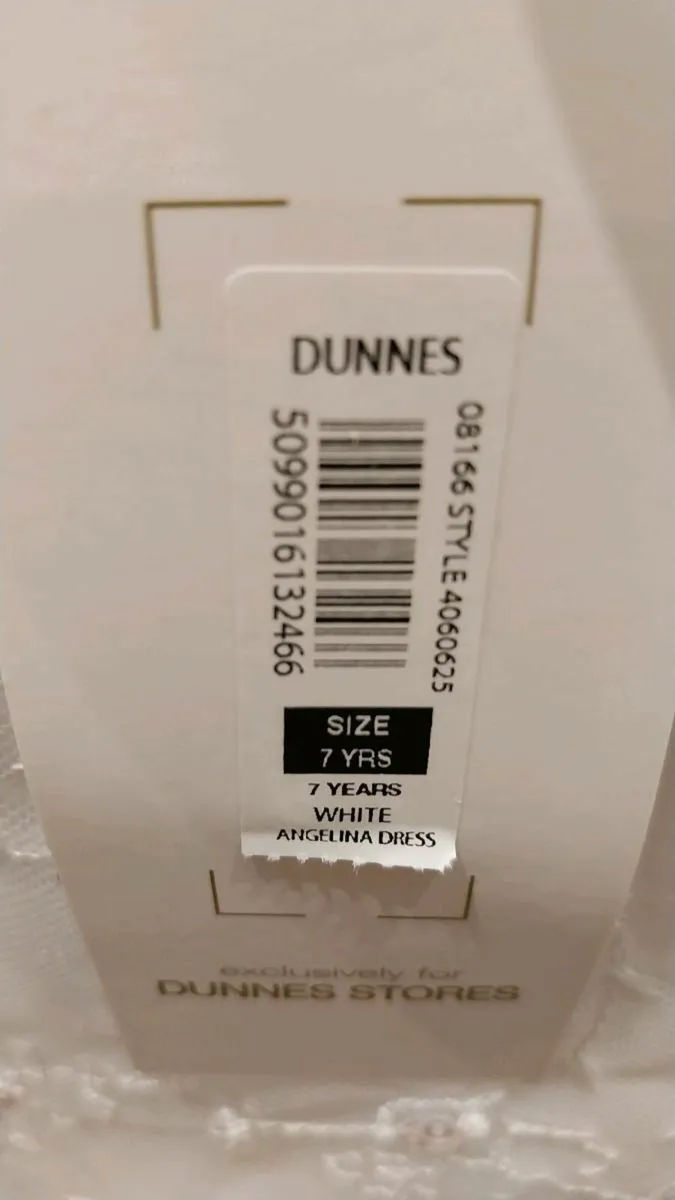 DUNNES
5099016132466
08166 STYLE 4060625
SIZE
7 YRS
7 YEARS
WHITE
ANGELINA DRESS
exclusively for
DUNNES STORES